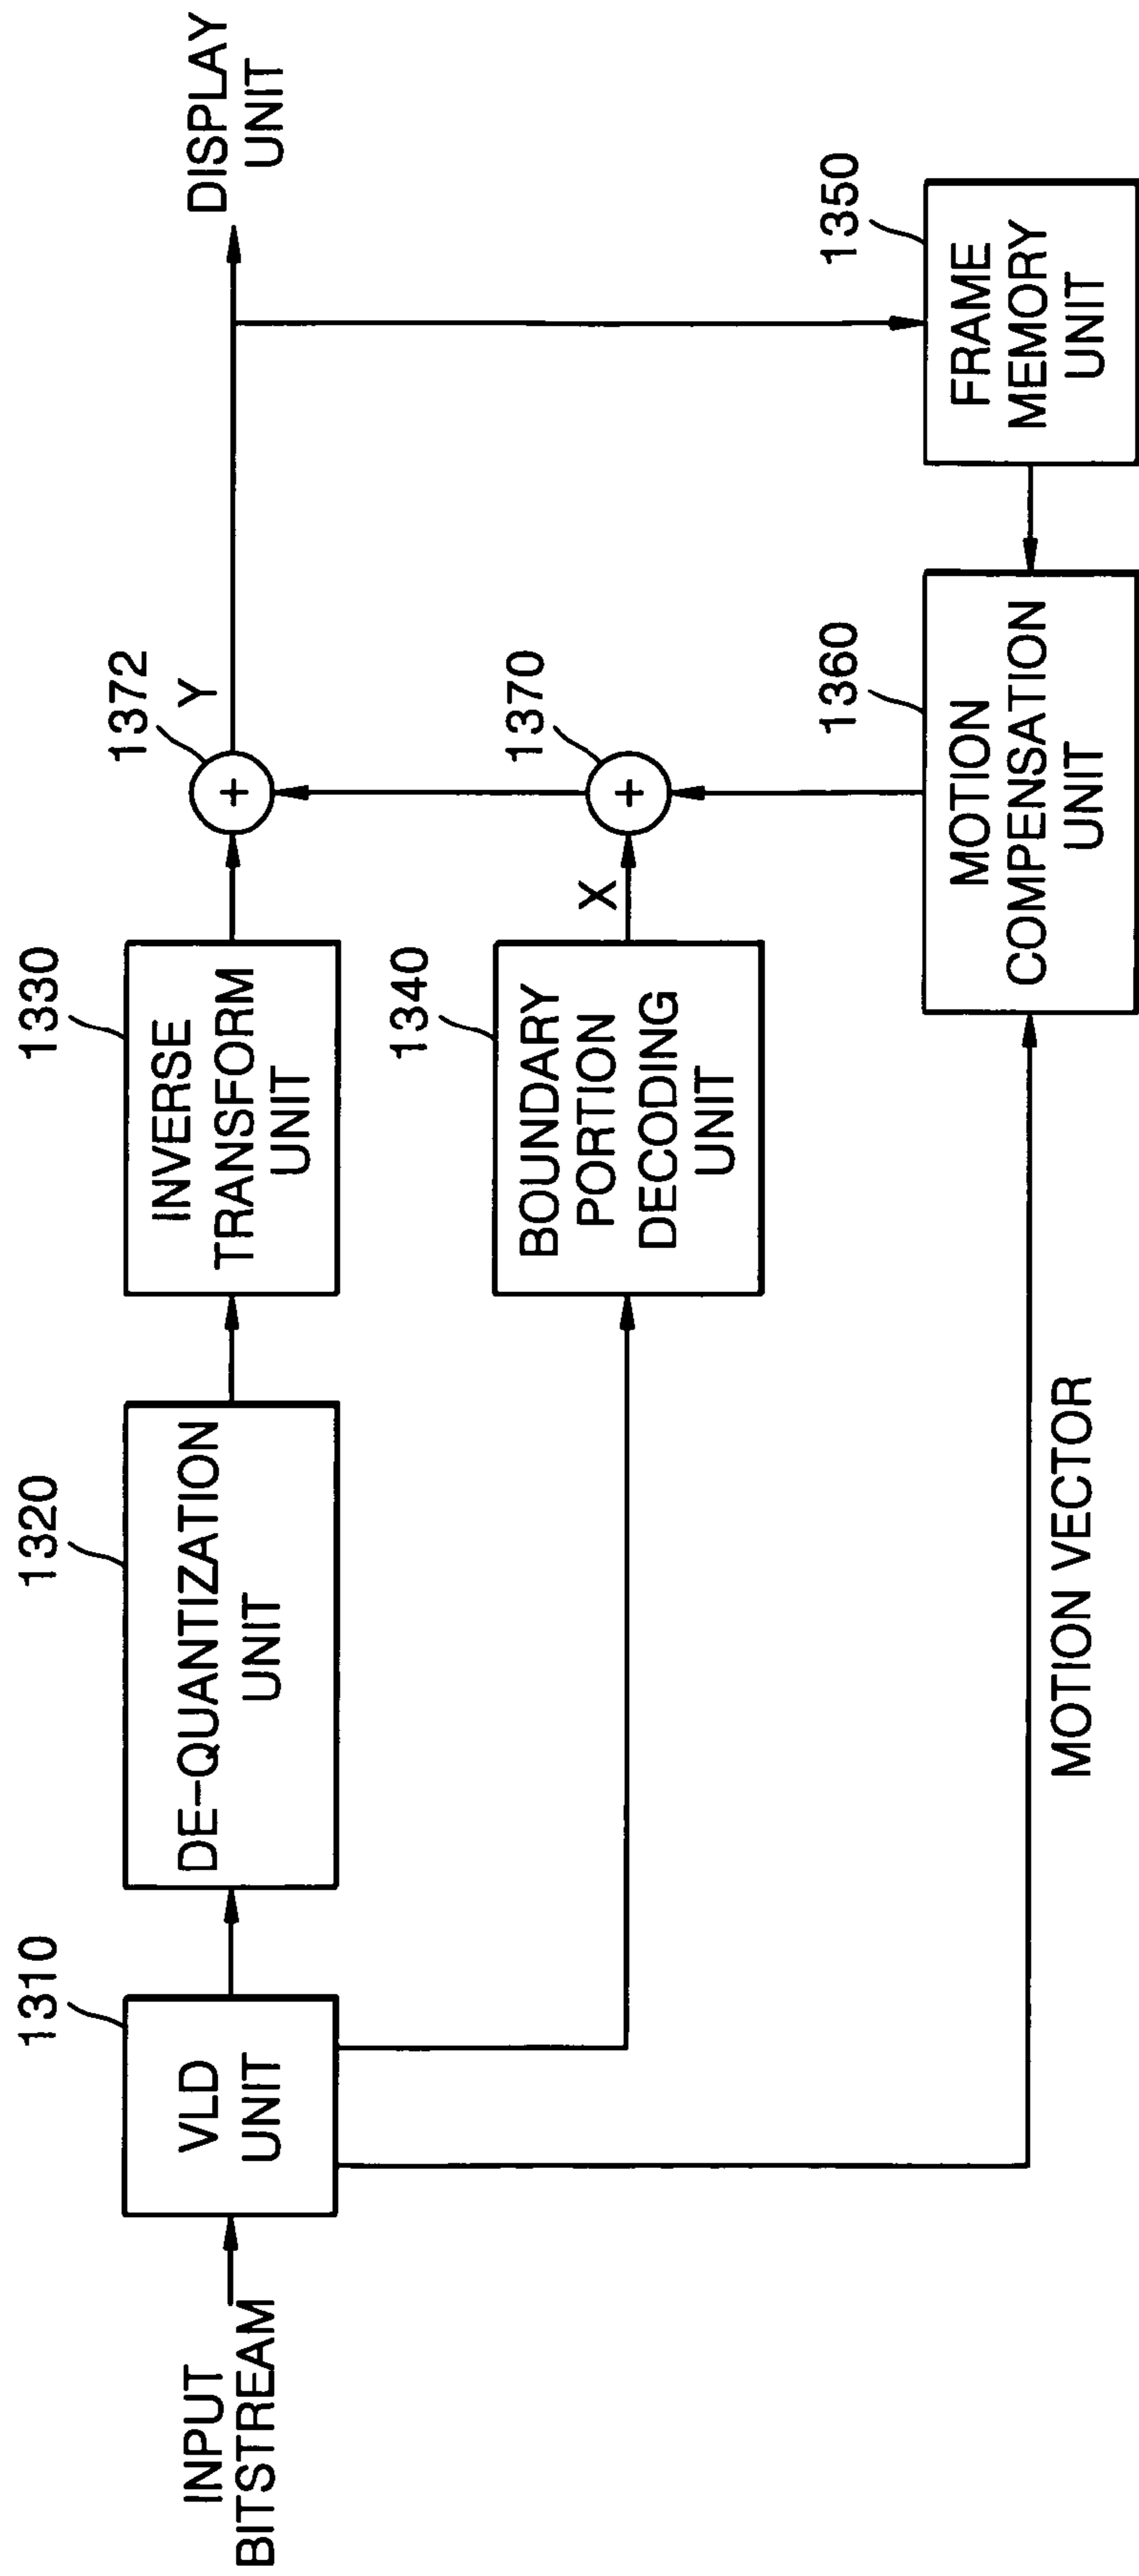 INPUT
BITSTREAM
1310
VLD
UNIT
1320
DE-QUANTIZATION
UNIT
1330
INVERSE
TRANSFORM
UNIT
1372
+
Y
DISPLAY
UNIT
1340
BOUNDARY
PORTION
DECODING
UNIT
X
1370
+
MOTION VECTOR
1360
MOTION
COMPENSATION
UNIT
1350
FRAME
MEMORY
UNIT